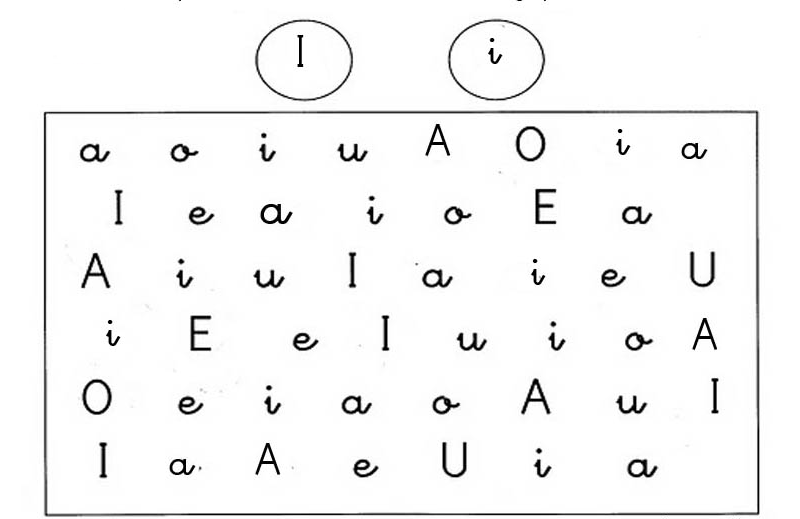 I i
a o i u A O i a
I e a i o E a
A i u I a i e U
i E e I u i o A
O e i a o A u I
I a A e U i a